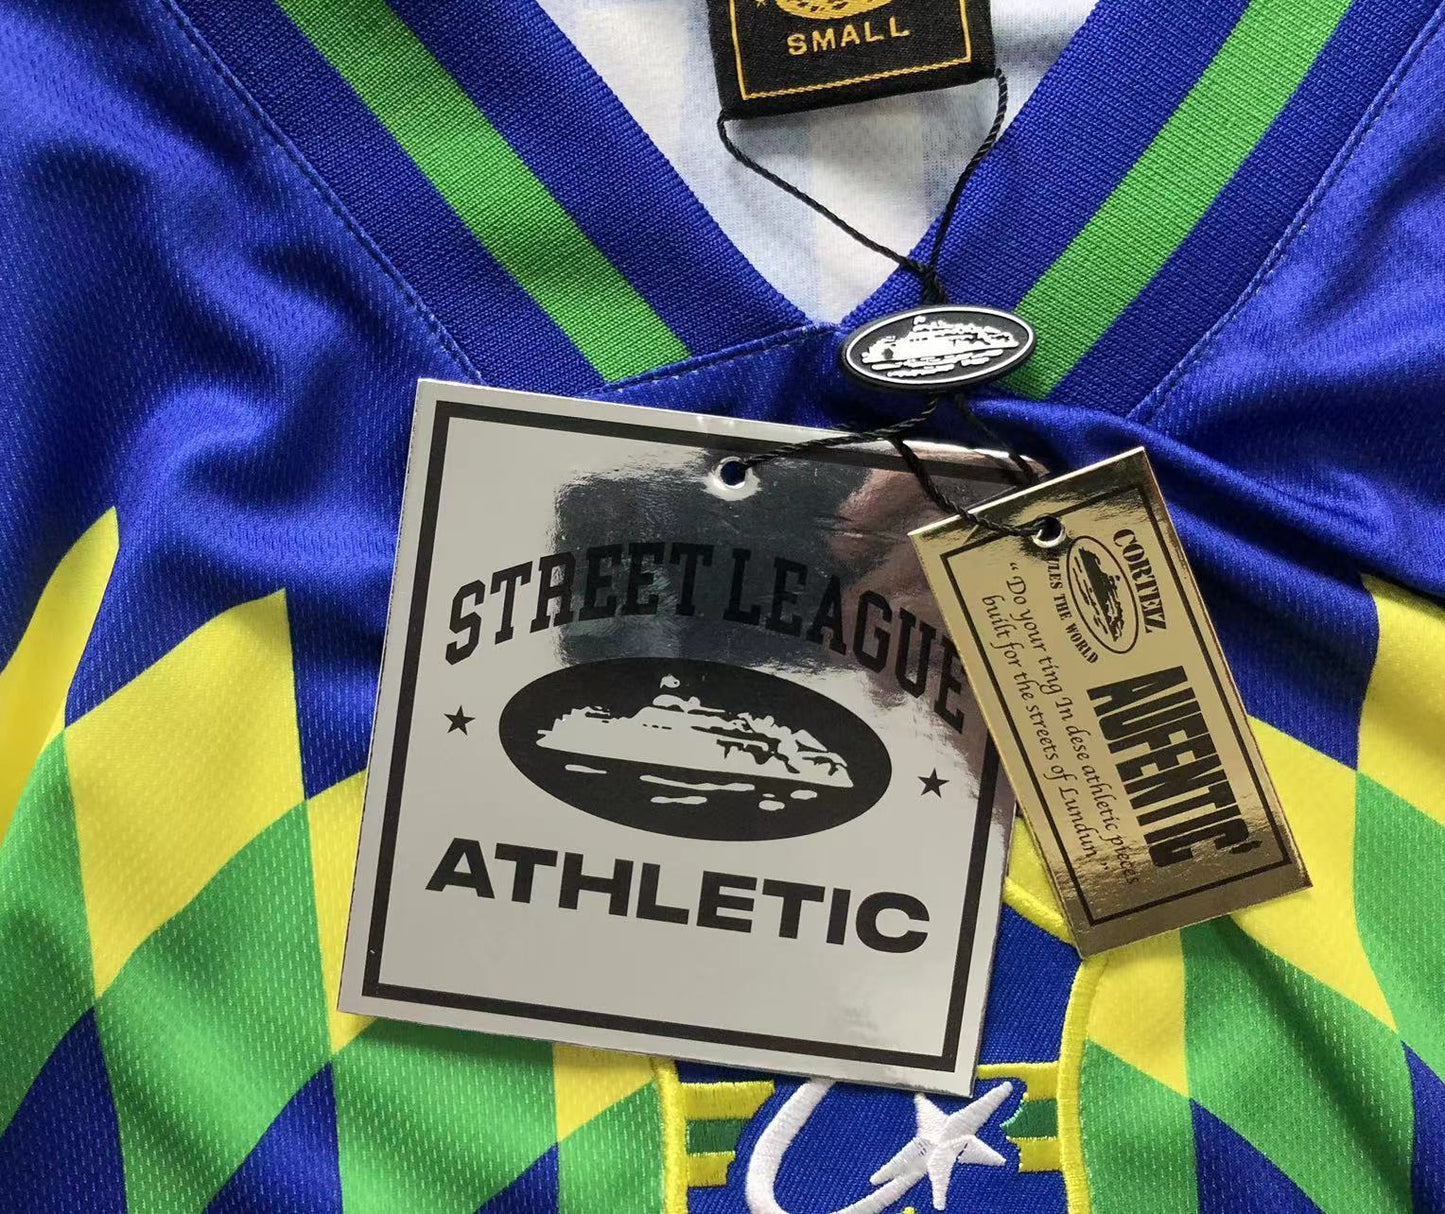 SMALL
STREET LEAGUE
ATHLETIC
CORTEIZ
RULES THE WORLD
AUFENTIC'
"Do your ting In dese athletic pieces
built for the streets of Lundun"